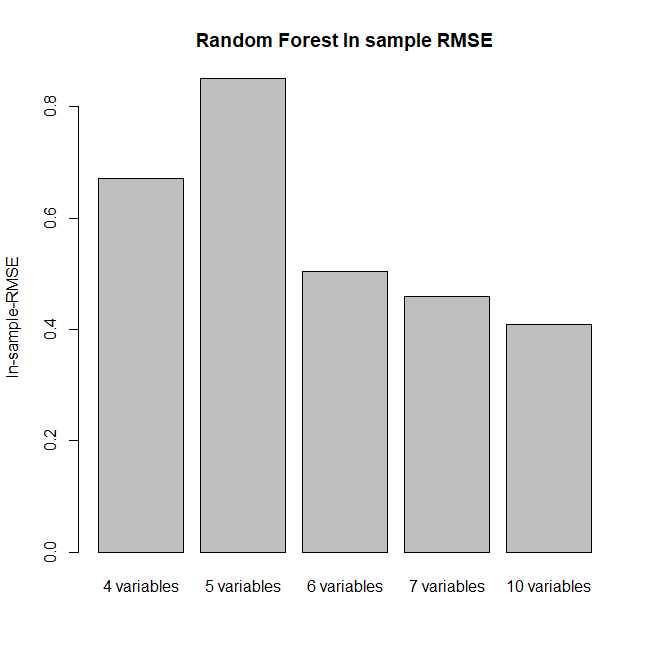 Random Forest In sample RMSE
In-sample-RMSE
0.8
0.6
0.4
0.2
0.0
4 variables 5 variables 6 variables 7 variables 10 variables